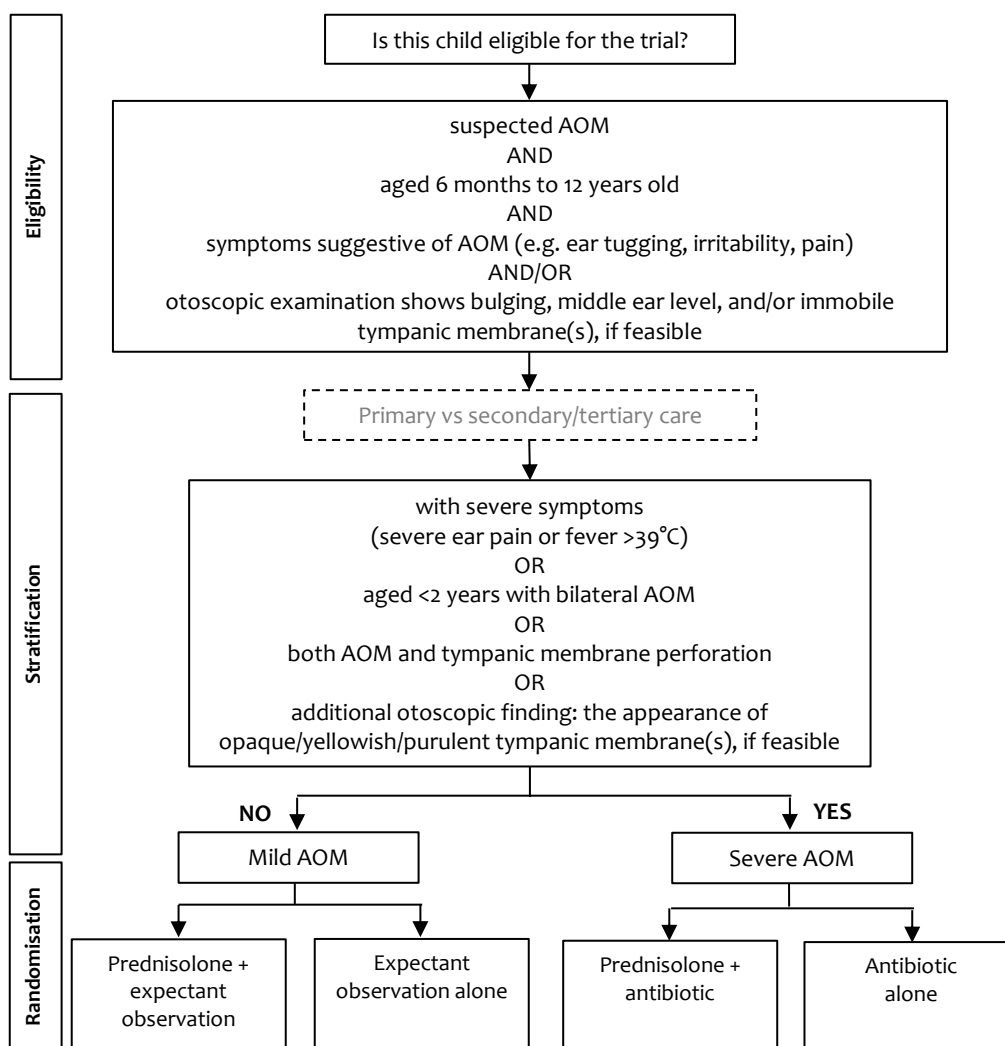 Is this child eligible for the trial?
Eligibility
suspected AOM
AND
aged 6 months to 12 years old
AND
symptoms suggestive of AOM (e.g. ear tugging, irritability, pain)
AND/OR
otoscopic examination shows bulging, middle ear level, and/or immobile
tympanic membrane(s), if feasible
Stratification
Primary vs secondary/tertiary care
with severe symptoms
(severe ear pain or fever >39°C)
OR
aged <2 years with bilateral AOM
OR
both AOM and tympanic membrane perforation
OR
additional otoscopic finding: the appearance of
opaque/yellowish/purulent tympanic membrane(s), if feasible
NO
YES
Mild AOM
Severe AOM
Randomisation
Prednisolone +
expectant
observation
Expectant
observation alone
Prednisolone +
antibiotic
Antibiotic
alone